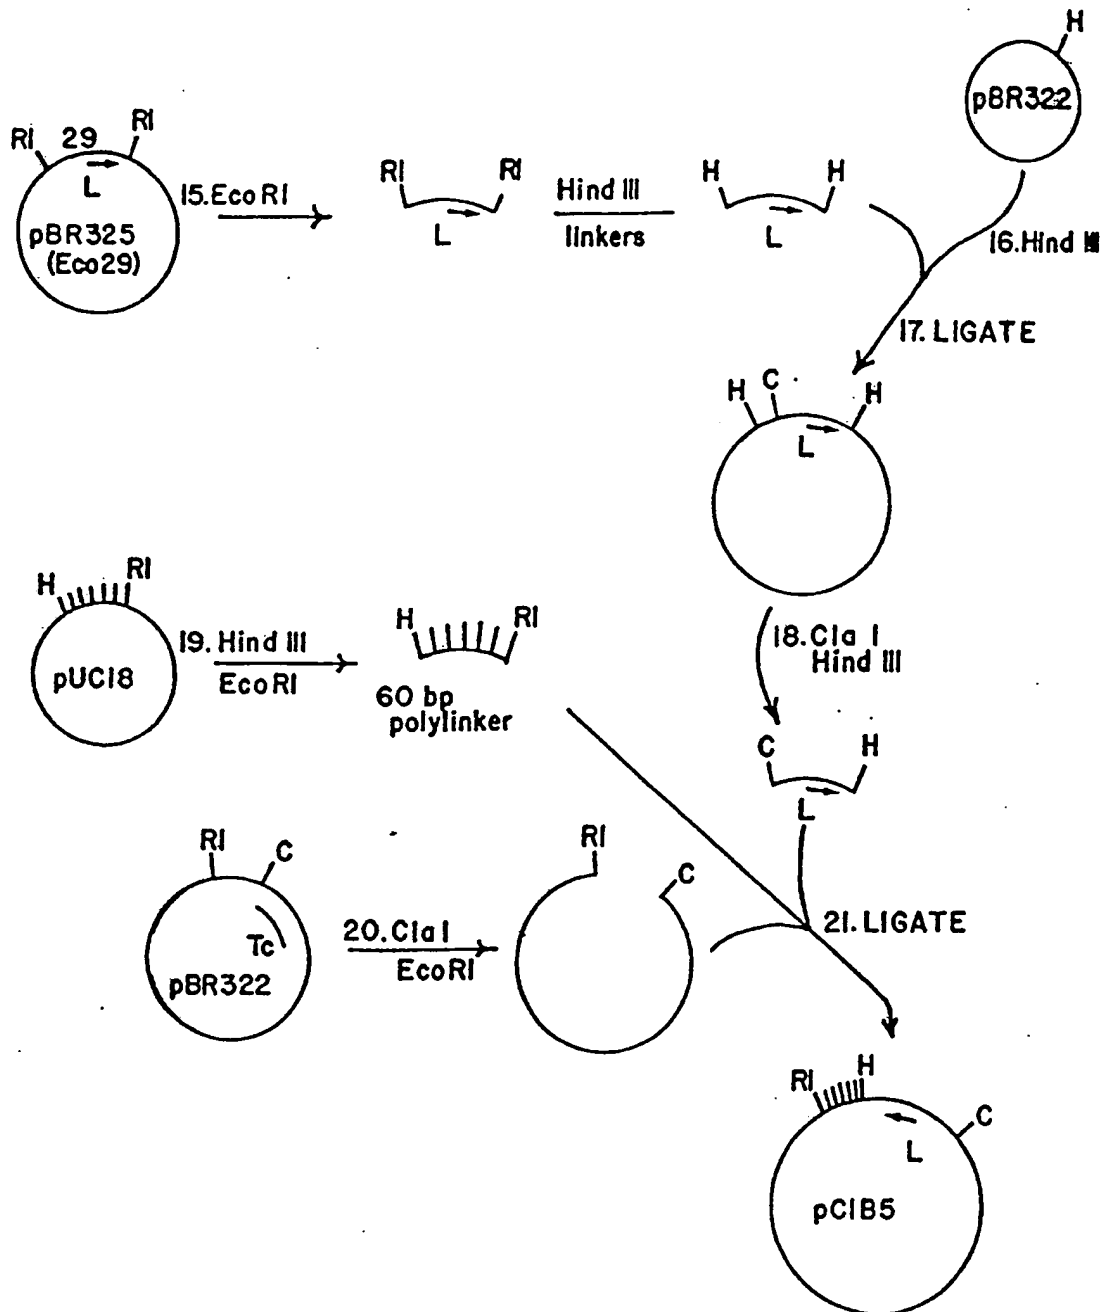 H
pBR322
RI 29 RI
L
pBR325
(Eco29)
15. EcoRI
RI RI
L
Hind III
linkers
H H
L
16. Hind III
17. LIGATE
H C H
L
18. Cla I
Hind III
H RI
pUC18
19. Hind III
EcoRI
H RI
60 bp
polylinker
C H
L
RI C
Tc
pBR322
20. Cla I
EcoRI
RI C
21. LIGATE
RI H C
L
pCIB5